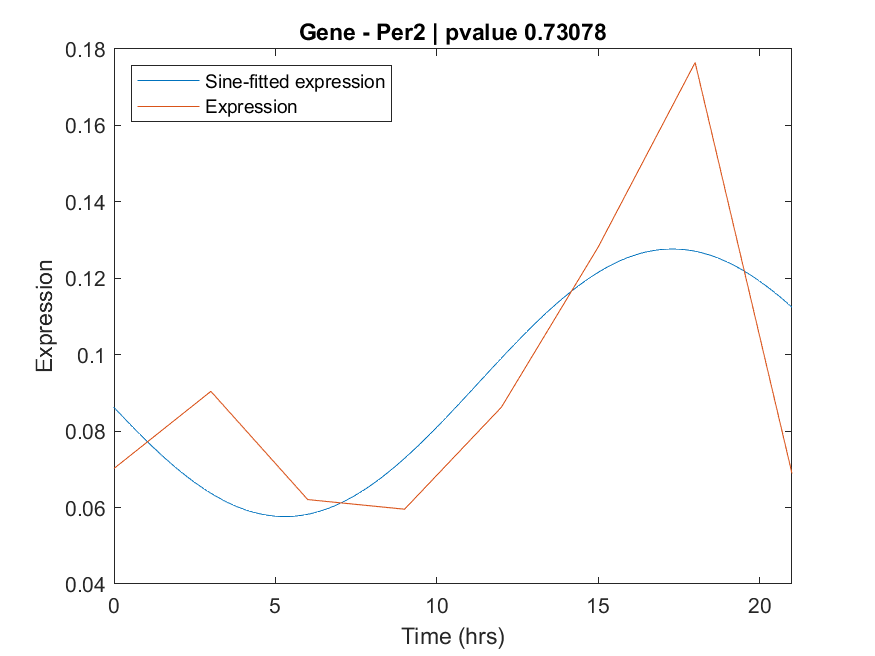 Gene - Per2 | pvalue 0.73078
Sine-fitted expression
Expression
0.18
0.16
0.14
0.12
0.1
0.08
0.06
0.04
Expression
0 5 10 15 20
Time (hrs)